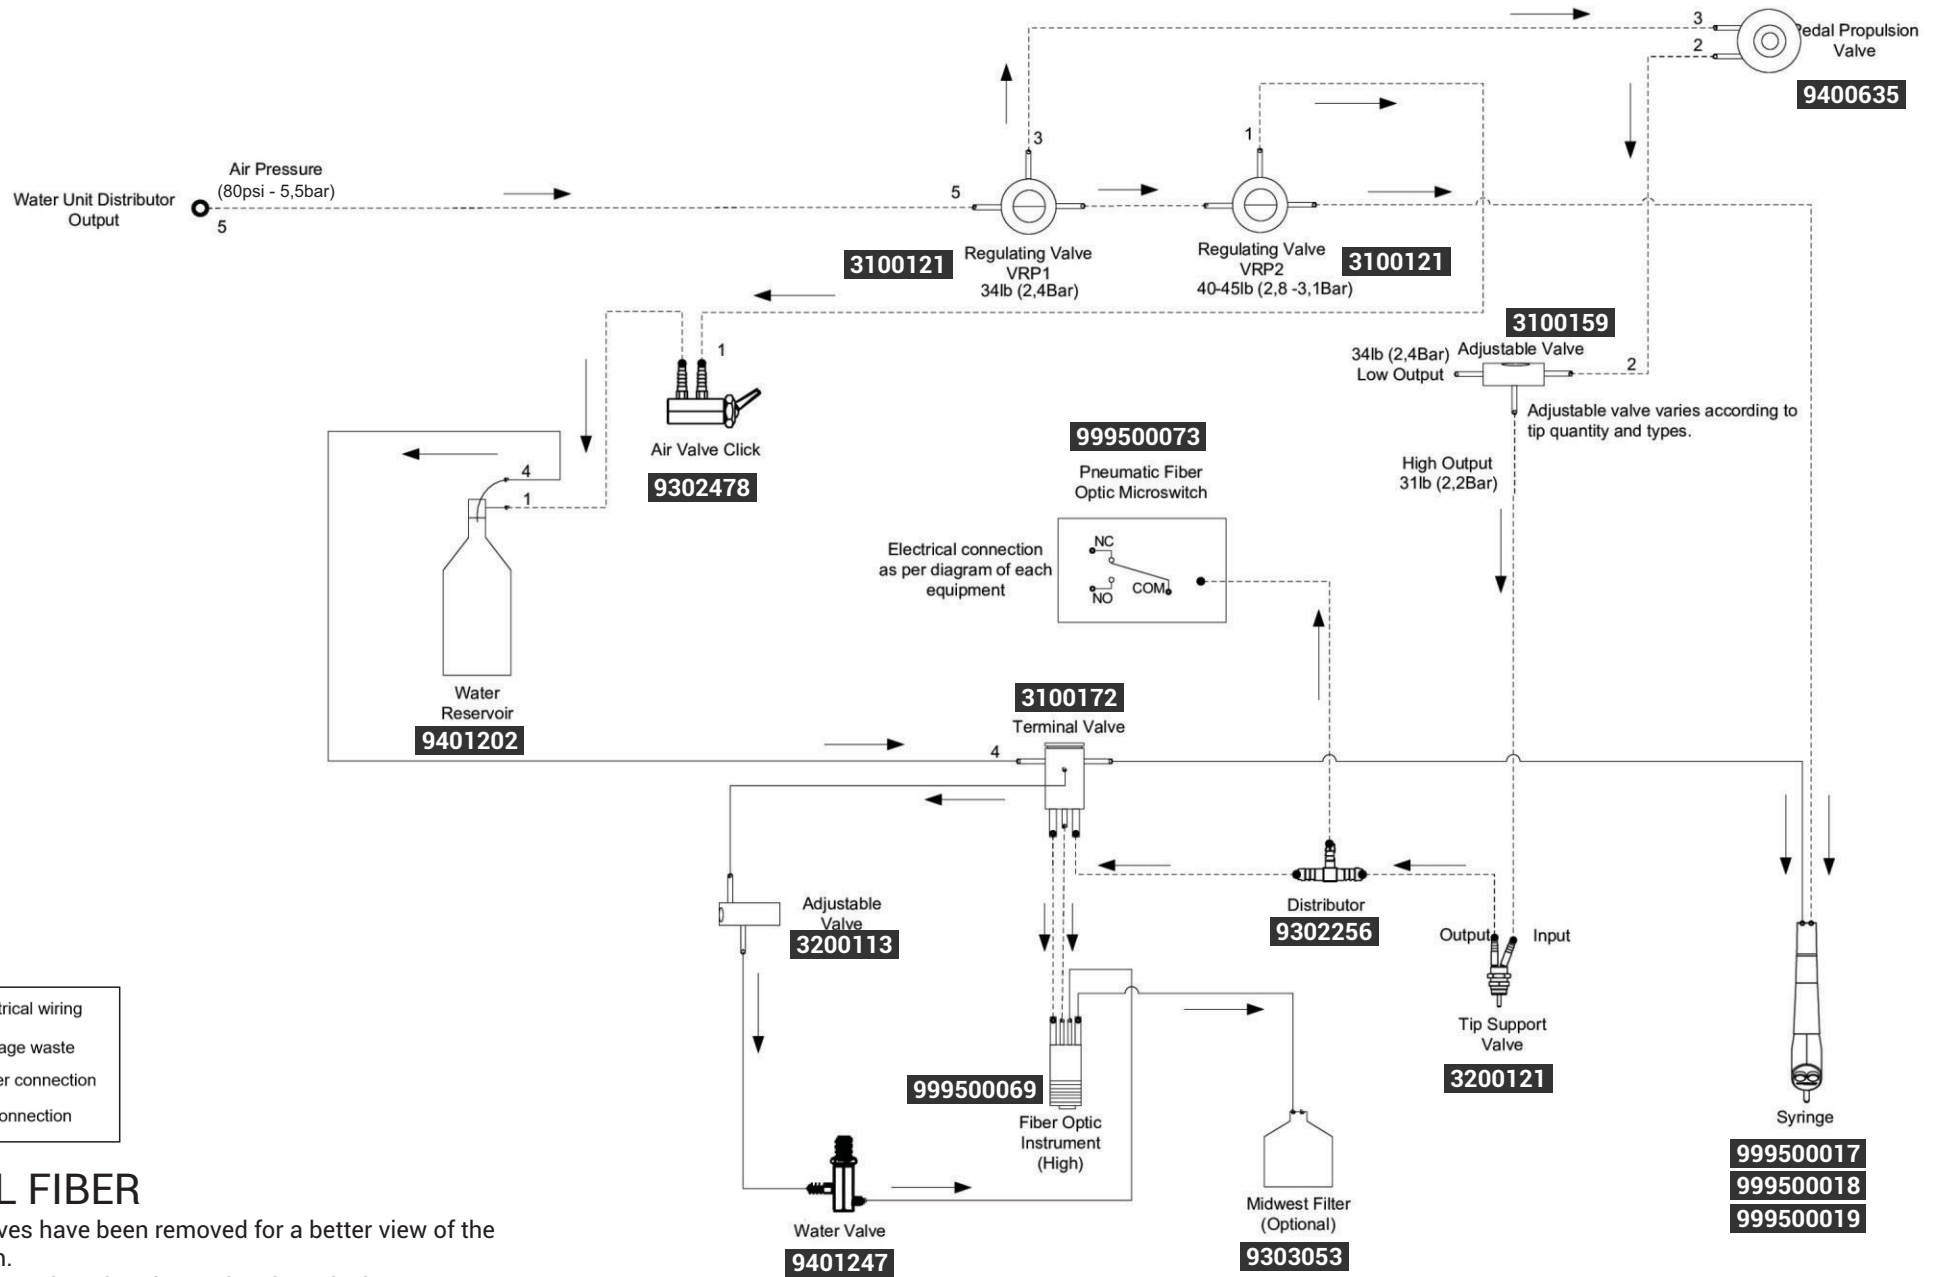 3
Pedal Propulsion
2
Valve
9400635
3
1
Air Pressure
(80psi - 5,5bar)
Water Unit Distributor
Output
5
5
3100121
Regulating Valve
VRP1
34lb (2,4Bar)
Regulating Valve
VRP2
40-45lb (2,8 -3,1Bar)
3100121
3100159
34lb (2,4Bar)
Low Output
Adjustable Valve
2
Adjustable valve varies according to
tip quantity and types.
1
Air Valve Click
9302478
999500073
Pneumatic Fiber
Optic Microswitch
High Output
31lb (2,2Bar)
4
1
Electrical connection
as per diagram of each
equipment
NC
COM
NO
Water
Reservoir
9401202
3100172
Terminal Valve
4
Adjustable
Valve
3200113
Distributor
9302256
Output
Input
Tip Support
Valve
3200121
trical wiring
age waste
er connection
onnection
999500069
Fiber Optic
Instrument
(High)
Syringe
999500017
999500018
999500019
L FIBER
ves have been removed for a better view of the
n.
Water Valve
9401247
Midwest Filter
(Optional)
9303053